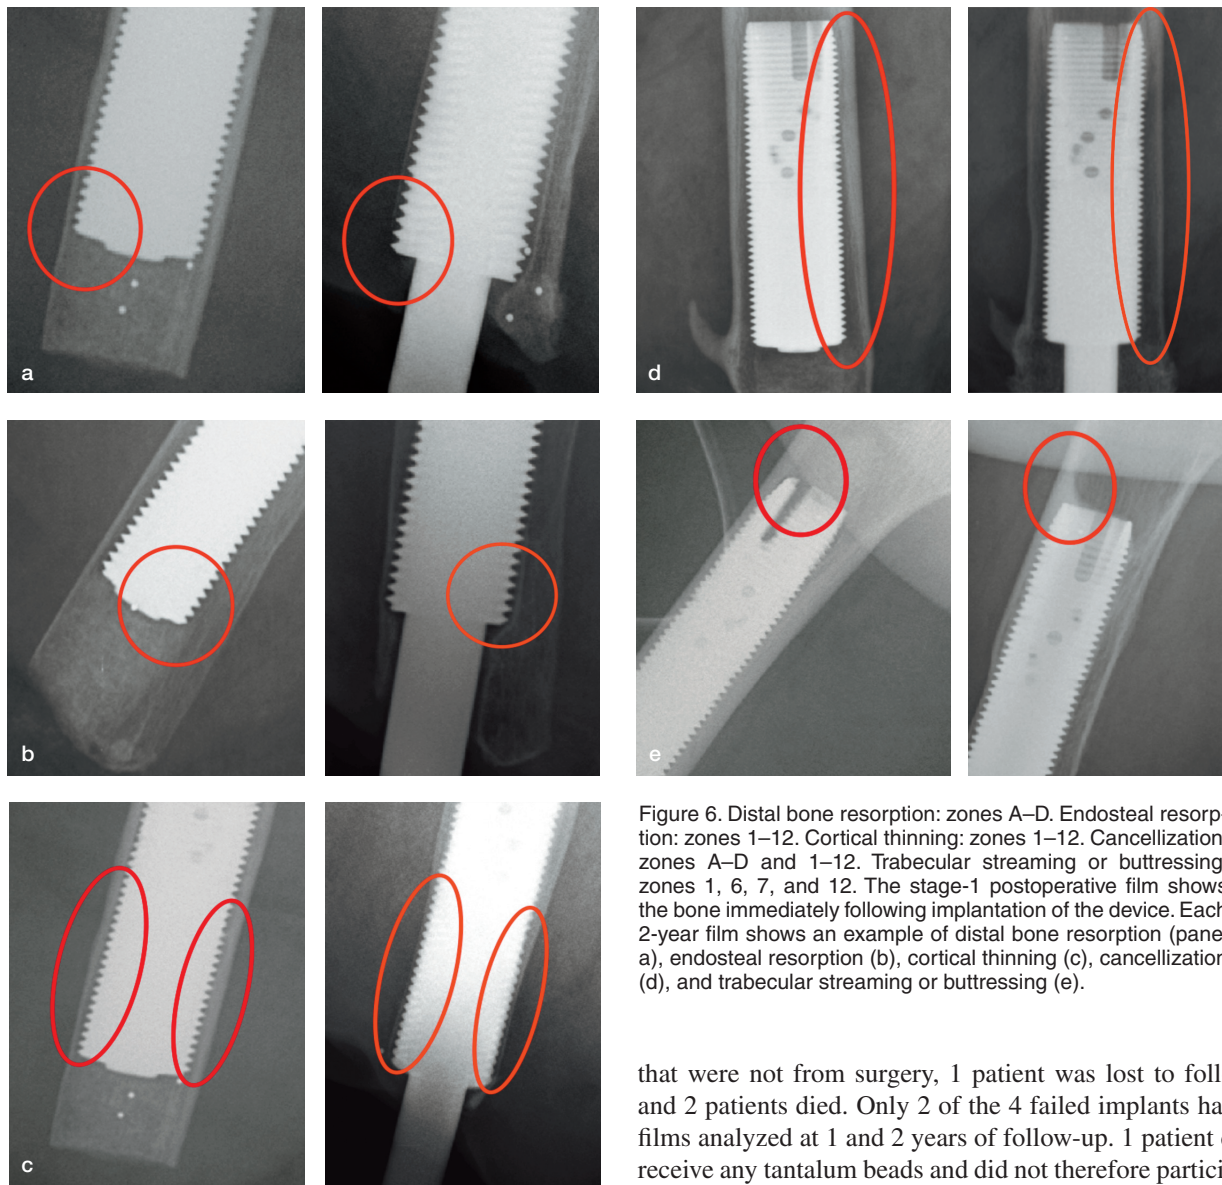 a
d
b
e
c
Figure 6. Distal bone resorption: zones A–D. Endosteal resorp-
tion: zones 1–12. Cortical thinning: zones 1–12. Cancellization
zones A–D and 1–12. Trabecular streaming or buttressing
zones 1, 6, 7, and 12. The stage-1 postoperative film shows
the bone immediately following implantation of the device. Each
2-year film shows an example of distal bone resorption (pane
a), endosteal resorption (b), cortical thinning (c), cancellization
(d), and trabecular streaming or buttressing (e).
that were not from surgery, 1 patient was lost to foll
and 2 patients died. Only 2 of the 4 failed implants ha
films analyzed at 1 and 2 years of follow-up. 1 patient
receive any tantalum beads and did not therefore partici